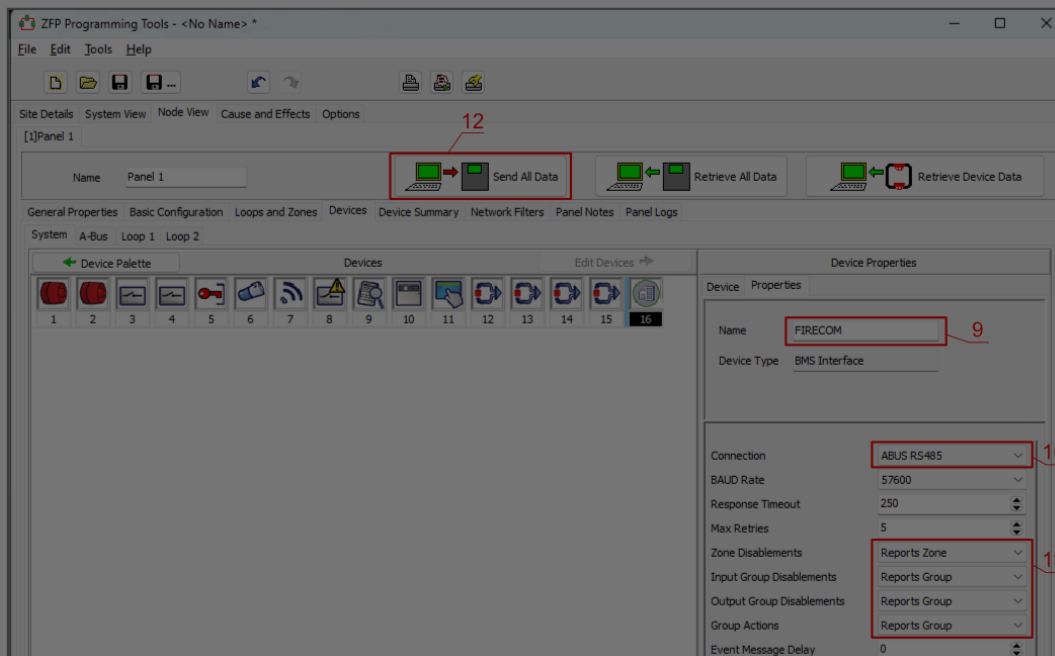 ZFP Programming Tools - <No Name> *
File Edit Tools Help
Site Details System View Node View Cause and Effects Options
12
[1]Panel 1
Name Panel 1 Send All Data Retrieve All Data Retrieve Device Data
General Properties Basic Configuration Loops and Zones Devices Device Summary Network Filters Panel Notes Panel Logs
System A-Bus Loop 1 Loop 2
Device Palette Devices Edit Devices Device Properties
Device Properties
1 2 3 4 5 6 7 8 9 10 11 12 13 14 15 16
Name FIRECOM 9
Device Type BMS Interface
Connection ABUS RS485
BAUD Rate 57600
Response Timeout 250
Max Retries 5
Zone Disablements Reports Zone
Input Group Disablements Reports Group
Output Group Disablements Reports Group
Group Actions Reports Group
Event Message Delay 0